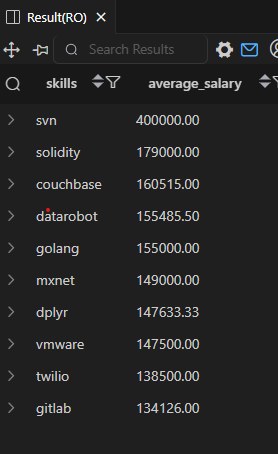 Result(RO)
Search Results
skills average_salary
svn 400000.00
solidity 179000.00
couchbase 160515.00
datarobot 155485.50
golang 155000.00
mxnet 149000.00
dplyr 147633.33
vmware 147500.00
twilio 138500.00
gitlab 134126.00